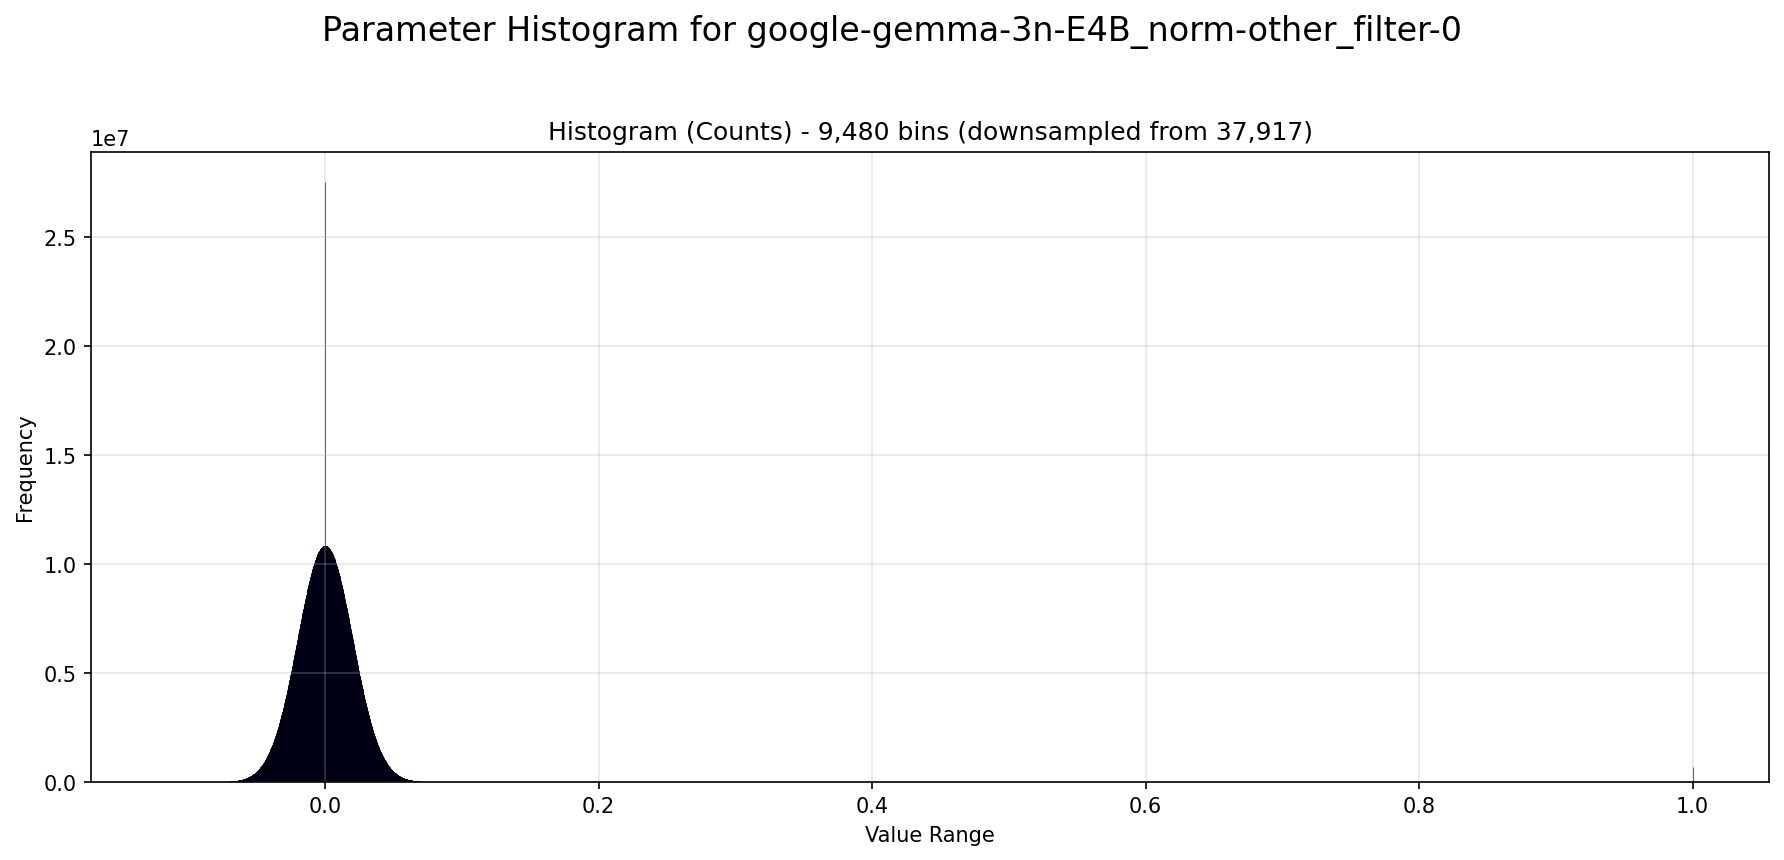 Parameter Histogram for google-gemma-3n-E4B_norm-other_filter-0
Histogram (Counts) - 9,480 bins (downsampled from 37,917)
1e7
2.5
2.0
1.5
1.0
0.5
0.0
Frequency
0.0 0.2 0.4 0.6 0.8 1.0
Value Range